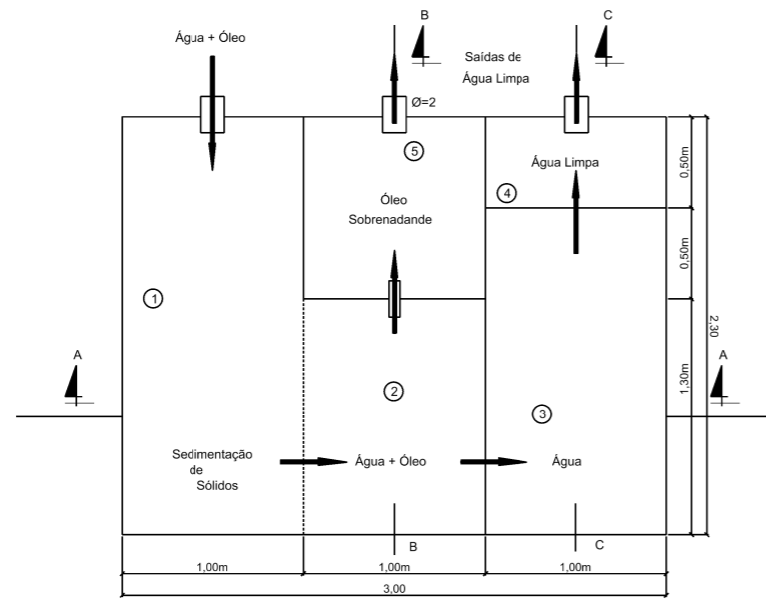 B
C
Água + Óleo
Saídas de
Água Limpa
Ø=2
5
Água Limpa
4
Óleo
Sobrenadande
0,50m
0,50m
1
2,30
A
A
1,30m
2
3
Sedimentação
de
Sólidos
Água + Óleo
Água
B
C
1,00m
1,00m
1,00m
3,00